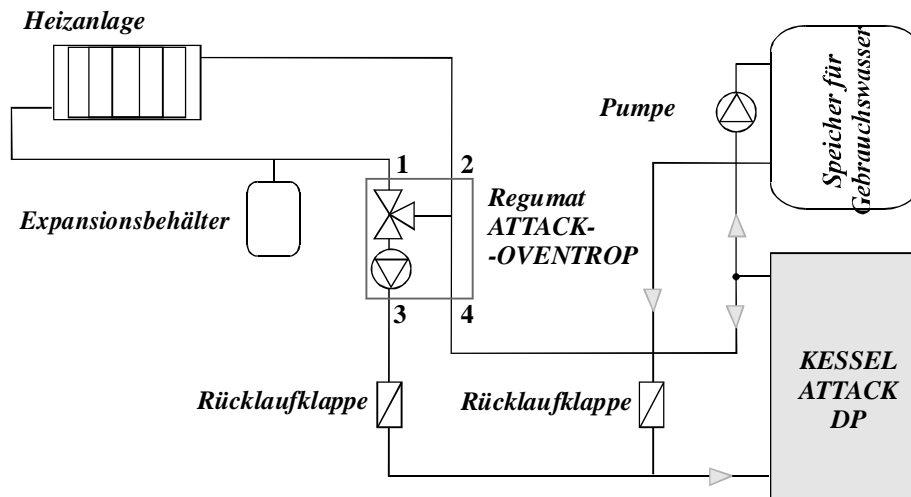 Heizanlage
Pumpe
Speicher für
Gebrauchswasser
1
2
Expansionsbehälter
Regumat
ATTACK-
-OVENTROP
3
4
Rücklaufklappe
Rücklaufklappe
KESSEL
ATTACK
DP